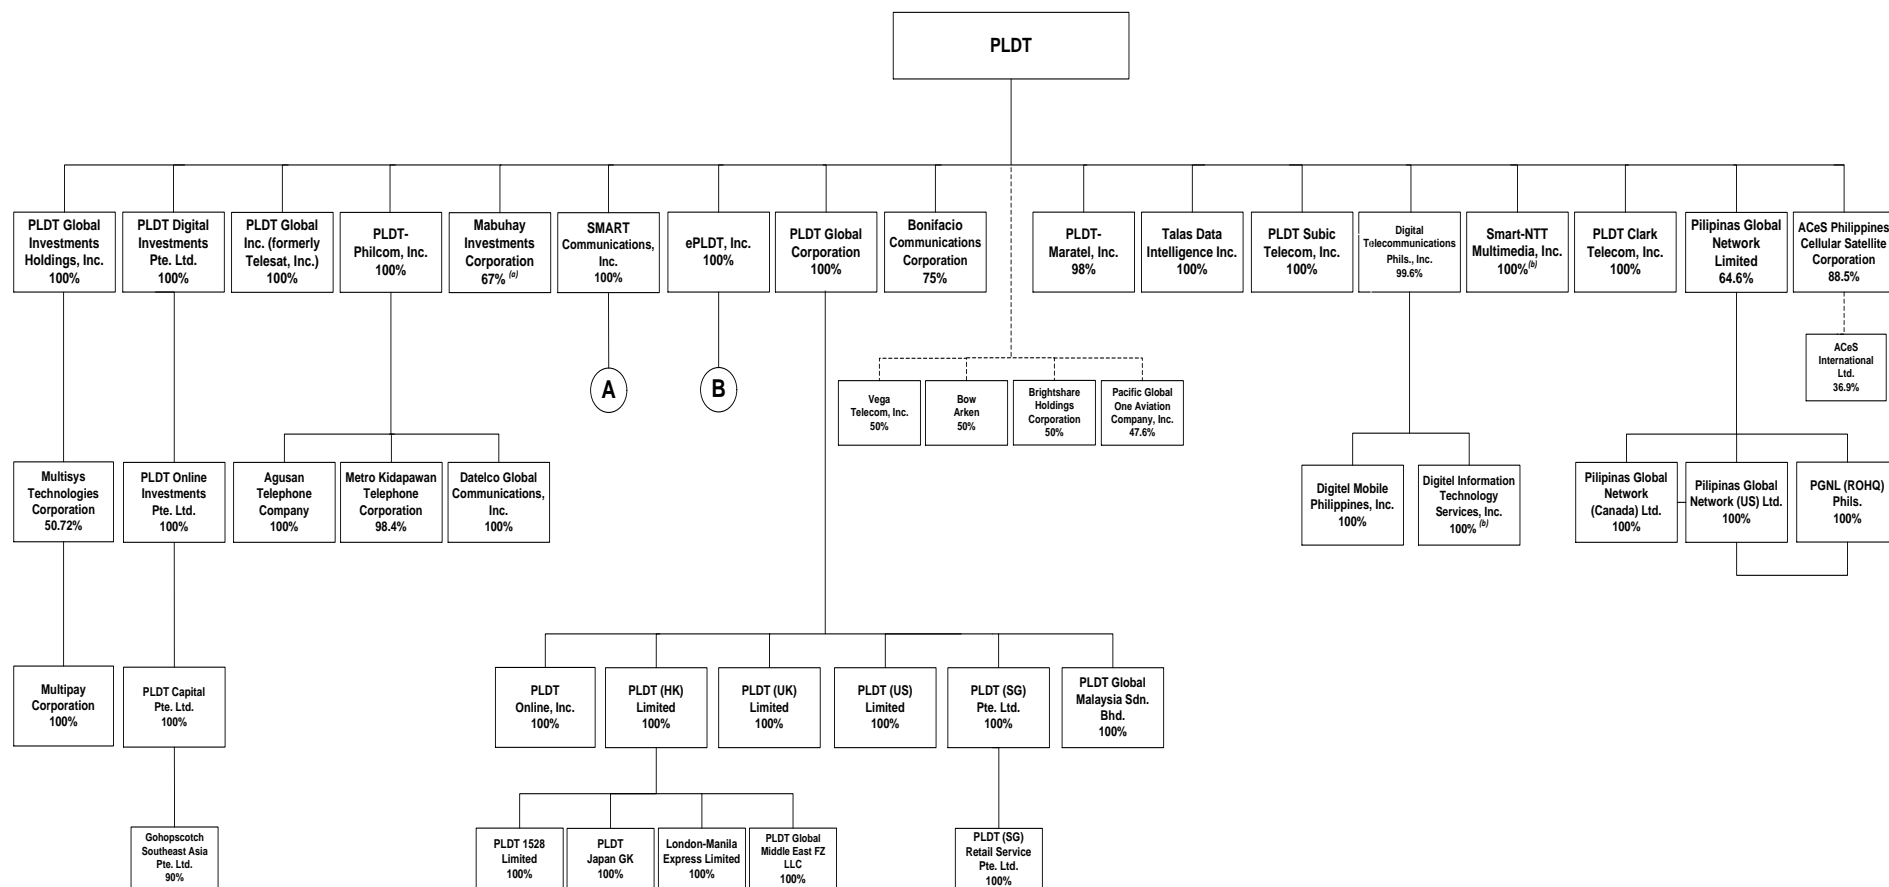 PLDT
PLDT Global
Investments
Holdings, Inc.
100%
PLDT Digital
Investments
Pte. Ltd.
100%
PLDT Global
Inc. (formerly
Telesat, Inc.)
100%
PLDT-
Philcom, Inc.
100%
Mabuhay
Investments
Corporation
67% (a)
SMART
Communications,
Inc.
100%
ePLDT, Inc.
100%
PLDT Global
Corporation
100%
Bonifacio
Communications
Corporation
75%
PLDT-
Maratel, Inc.
98%
Talas Data
Intelligence Inc.
100%
PLDT Subic
Telecom, Inc.
100%
Digital
Telecommunications
Phils., Inc.
99.6%
Smart-NTT
Multimedia, Inc.
100%(b)
PLDT Clark
Telecom, Inc.
100%
Pilipinas Global
Network
Limited
64.6%
ACeS Philippines
Cellular Satellite
Corporation
88.5%
A
B
Vega
Telecom, Inc.
50%
Bow
Arken
50%
Brightshare
Holdings
Corporation
50%
Pacific Global
One Aviation
Company, Inc.
47.6%
ACeS
International
Ltd.
36.9%
Multisys
Technologies
Corporation
50.72%
PLDT Online
Investments
Pte. Ltd.
100%
Agusan
Telephone
Company
100%
Metro Kidapawan
Telephone
Corporation
98.4%
Datelco Global
Communications,
Inc.
100%
Digitel Mobile
Philippines, Inc.
100%
Digitel Information
Technology
Services, Inc.
100% (b)
Pilipinas Global
Network
(Canada) Ltd.
100%
Pilipinas Global
Network (US) Ltd.
100%
PGNL (ROHQ)
Phils.
100%
Multipay
Corporation
100%
PLDT Capital
Pte. Ltd.
100%
PLDT
Online, Inc.
100%
PLDT (HK)
Limited
100%
PLDT (UK)
Limited
100%
PLDT (US)
Limited
100%
PLDT (SG)
Pte. Ltd.
100%
PLDT Global
Malaysia Sdn.
Bhd.
100%
Gohopscotch
Southeast Asia
Pte. Ltd.
90%
PLDT 1528
Limited
100%
PLDT
Japan GK
100%
London-Manila
Express Limited
100%
PLDT Global
Middle East FZ
LLC
100%
PLDT (SG)
Retail Service
Pte. Ltd.
100%